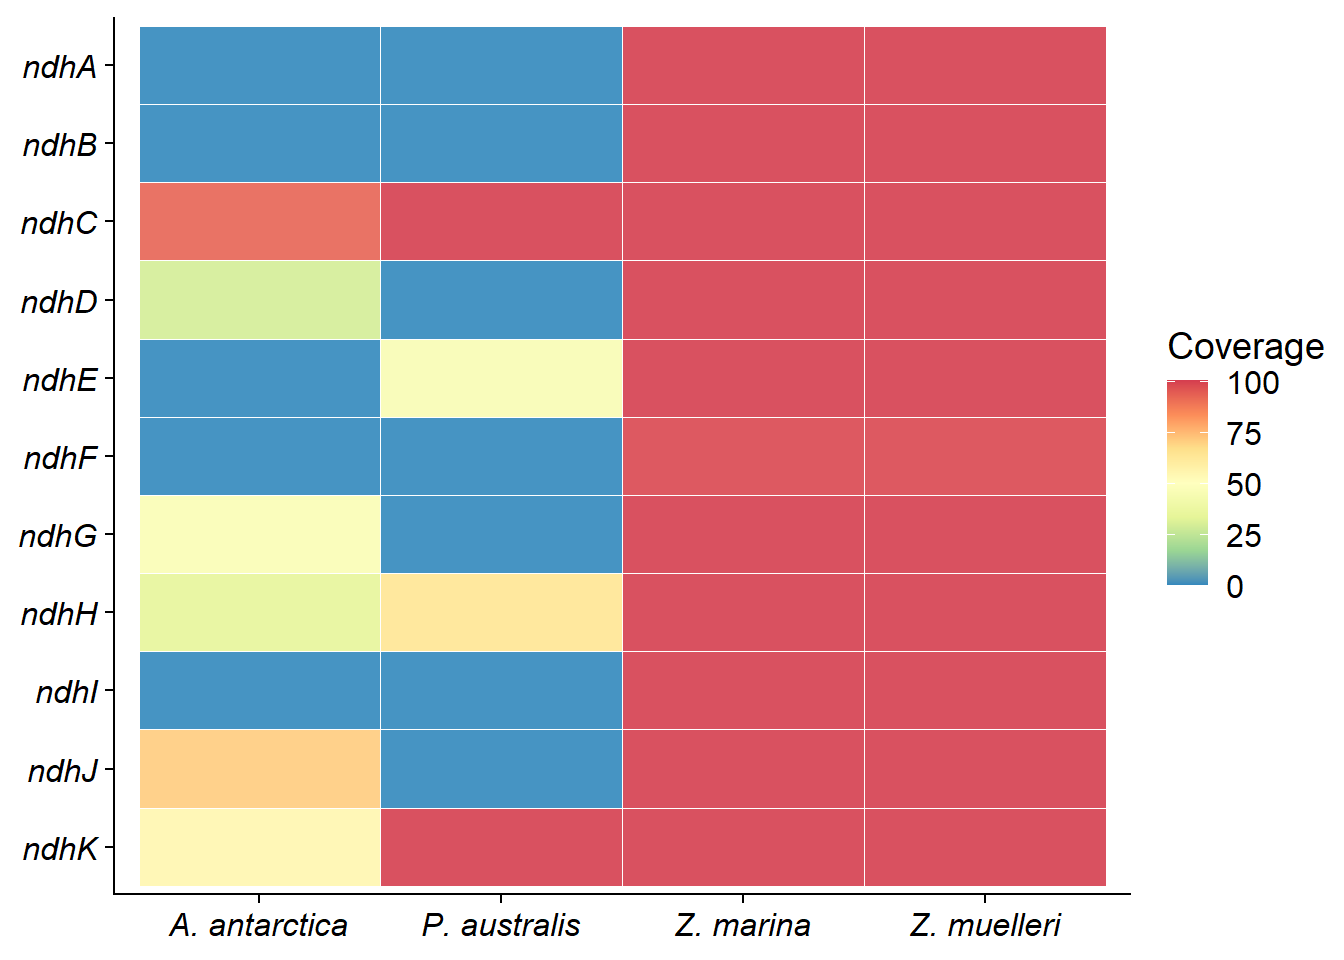 ndhA
ndhB
ndhC
ndhD
ndhE
ndhF
ndhG
ndhH
ndhI
ndhJ
ndhK
A. antarctica
P. australis
Z. marina
Z. muelleri
Coverage
100
75
50
25
0